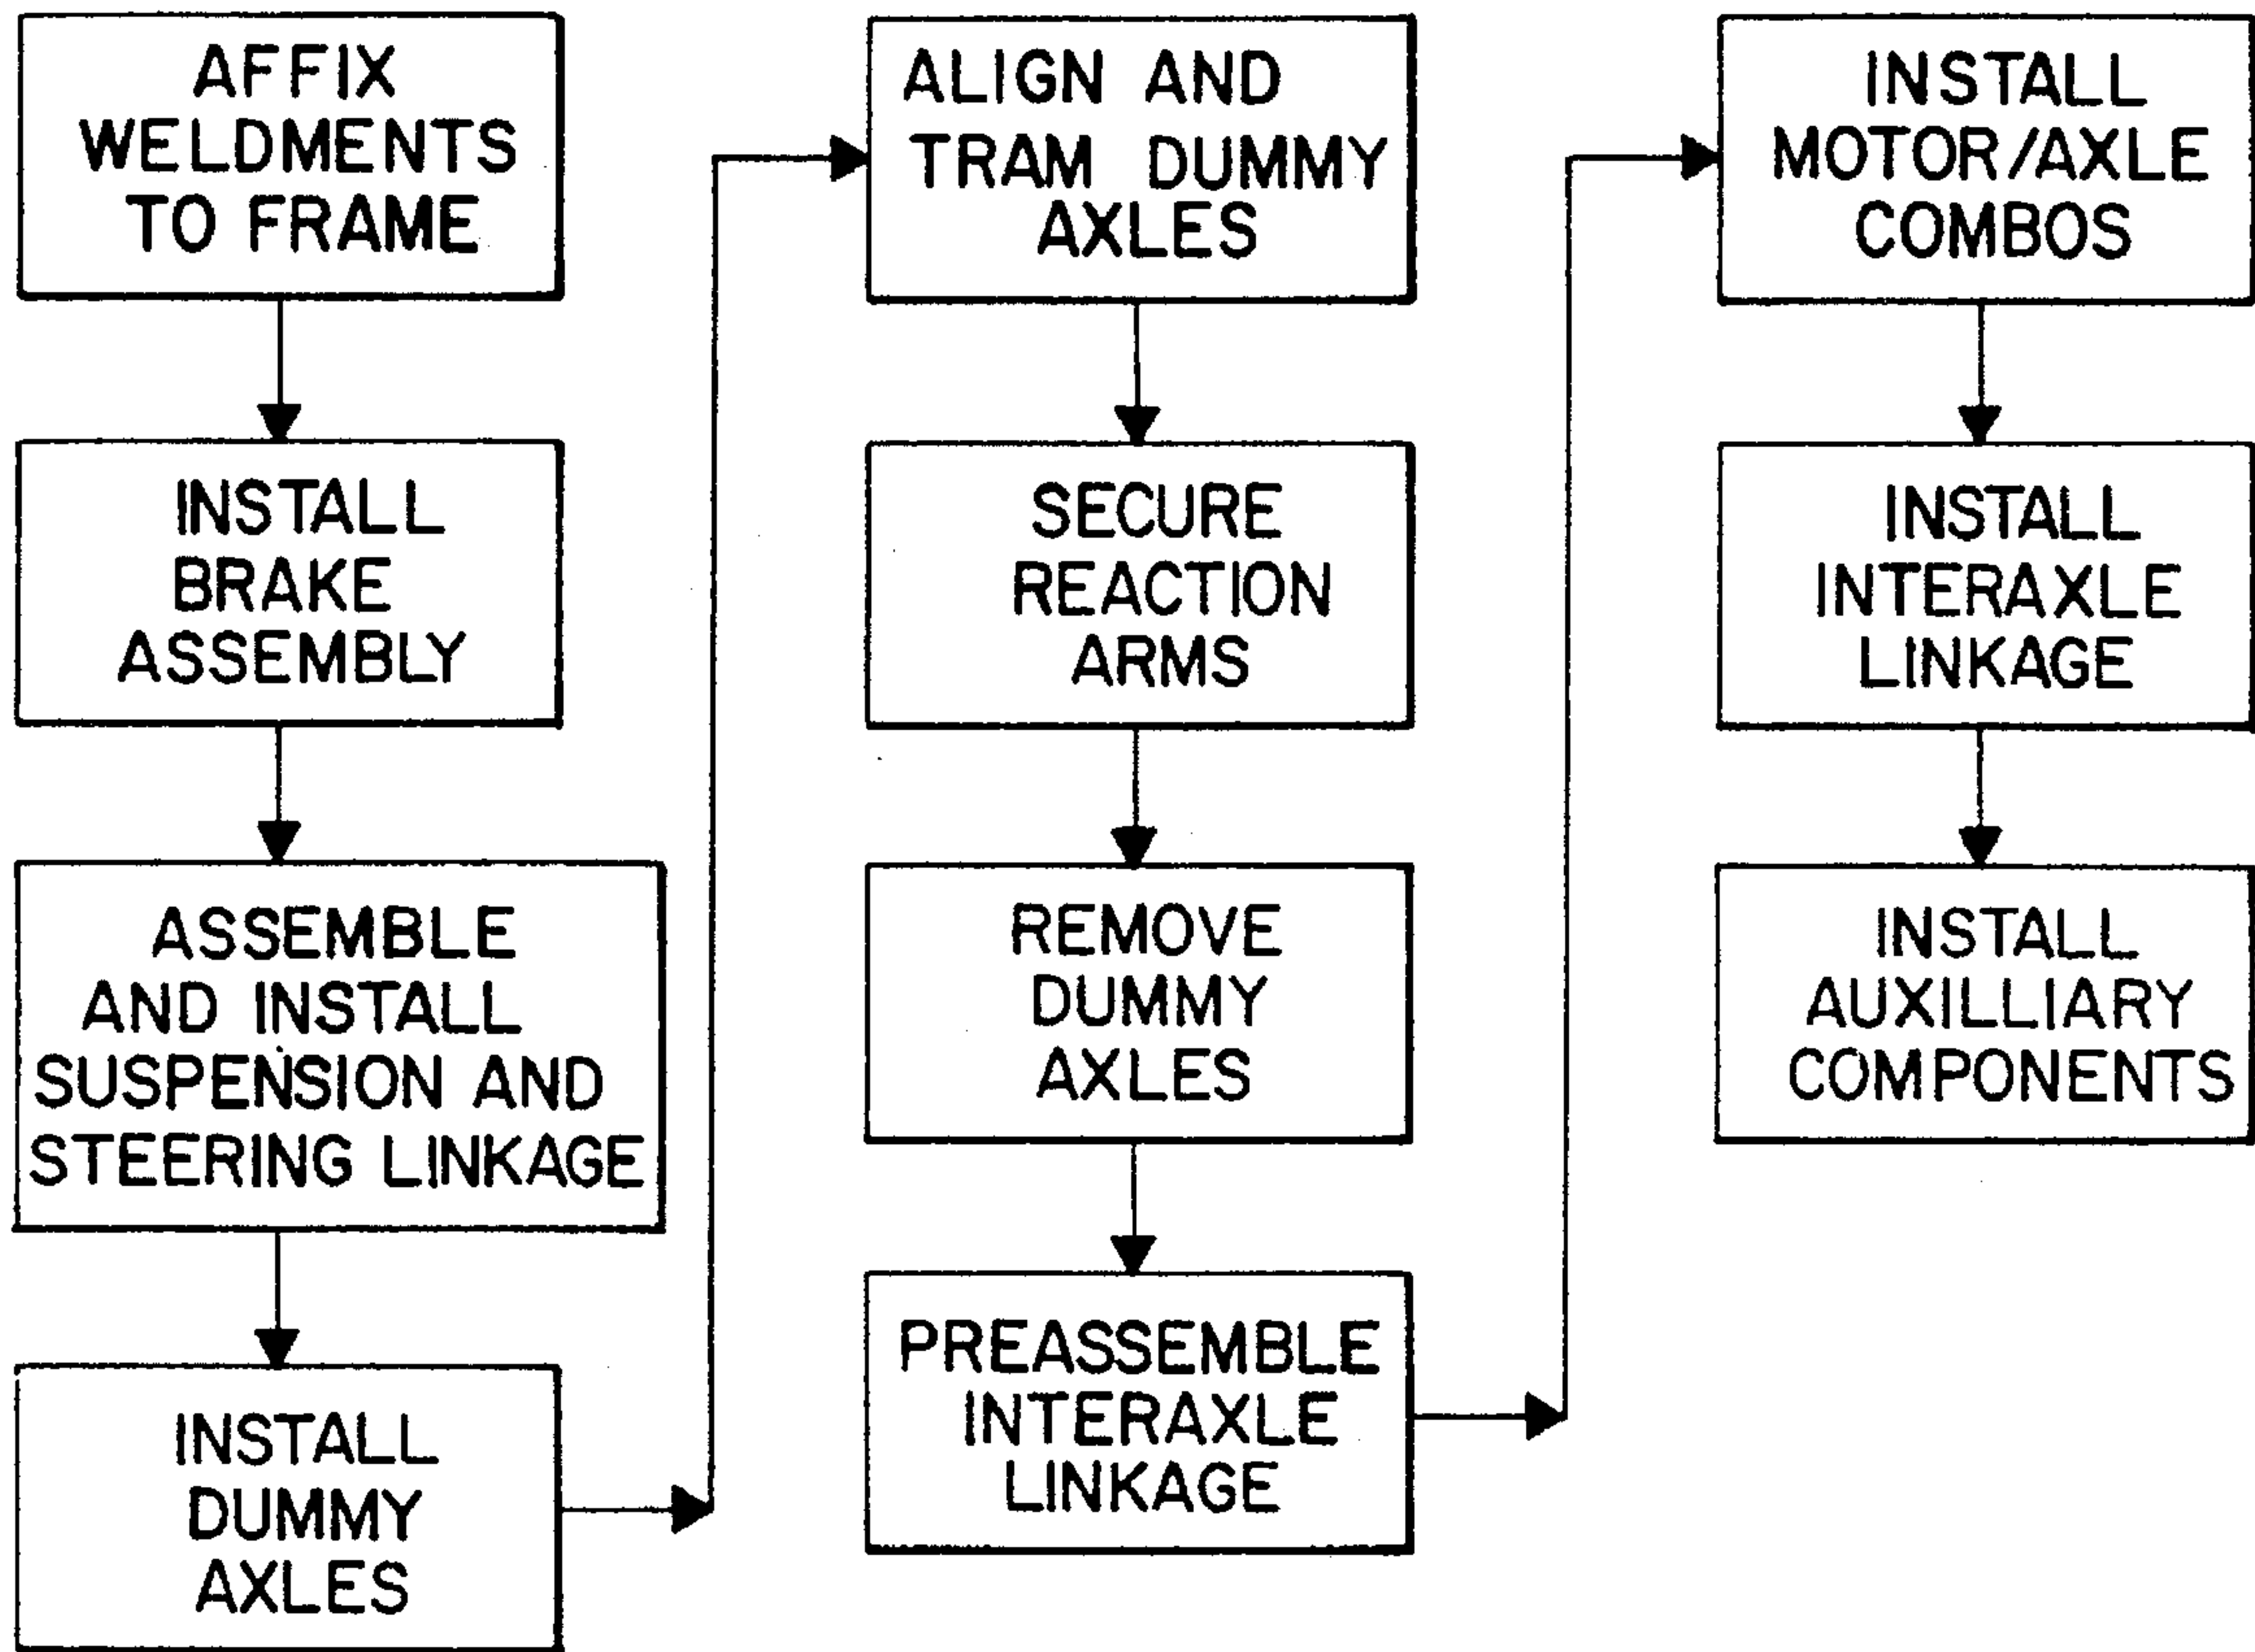 AFFIX
WELDMENTS
TO FRAME
INSTALL
BRAKE
ASSEMBLY
ASSEMBLE
AND INSTALL
SUSPENSION AND
STEERING LINKAGE
INSTALL
DUMMY
AXLES
ALIGN AND
TRAM DUMMY
AXLES
SECURE
REACTION
ARMS
REMOVE
DUMMY
AXLES
PREASSEMBLE
INTERAXLE
LINKAGE
INSTALL
MOTOR/AXLE
COMBOS
INSTALL
INTERAXLE
LINKAGE
INSTALL
AUXILLIARY
COMPONENTS